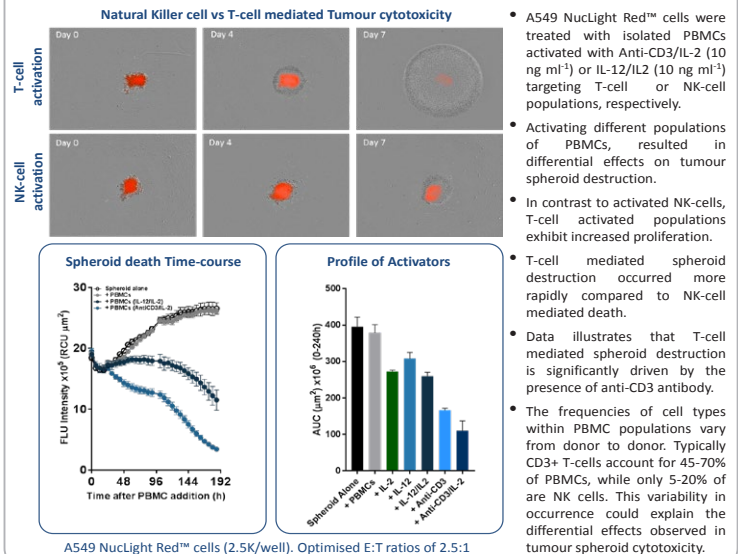 Natural Killer cell vs T-cell mediated Tumour cytotoxicity
T-cell
activation
Day 0
Day 4
Day 7
NK-cell
activation
Day 0
Day 4
Day 7
Spheroid death Time-course
FLU Intensity x10⁶ (RCU µm²)
30
20
10
0
Spheroid alone
+ PBMCs
+ PBMCs (IL-12/IL-2)
+ PBMCs (AntiCD3/IL-2)
0 48 96 144 192
Time after PBMC addition (h)
Profile of Activators
AUC (µm²) x10⁶ (0-240h)
500
400
300
200
100
0
Spheroid Alone
+ PBMCs
+ IL-2
+ IL-12
+ IL-12/IL2
+ Anti-CD3
+ Anti-CD3/IL-2
A549 NucLight Red™ cells (2.5K/well). Optimised E:T ratios of 2.5:1
• A549 NucLight Red™ cells were
treated with isolated PBMCs
activated with Anti-CD3/IL-2 (10
ng ml⁻¹) or IL-12/IL2 (10 ng ml⁻¹)
targeting T-cell or NK-cell
populations, respectively.
• Activating different populations
of PBMCs, resulted in
differential effects on tumour
spheroid destruction.
• In contrast to activated NK-cells,
T-cell activated populations
exhibit increased proliferation.
• T-cell mediated spheroid
destruction occurred more
rapidly compared to NK-cell
mediated death.
• Data illustrates that T-cell
mediated spheroid destruction
is significantly driven by the
presence of anti-CD3 antibody.
• The frequencies of cell types
within PBMC populations vary
from donor to donor. Typically
CD3+ T-cells account for 45-70%
of PBMCs, while only 5-20% of
are NK cells. This variability in
occurrence could explain the
differential effects observed in
tumour spheroid cytotoxicity.